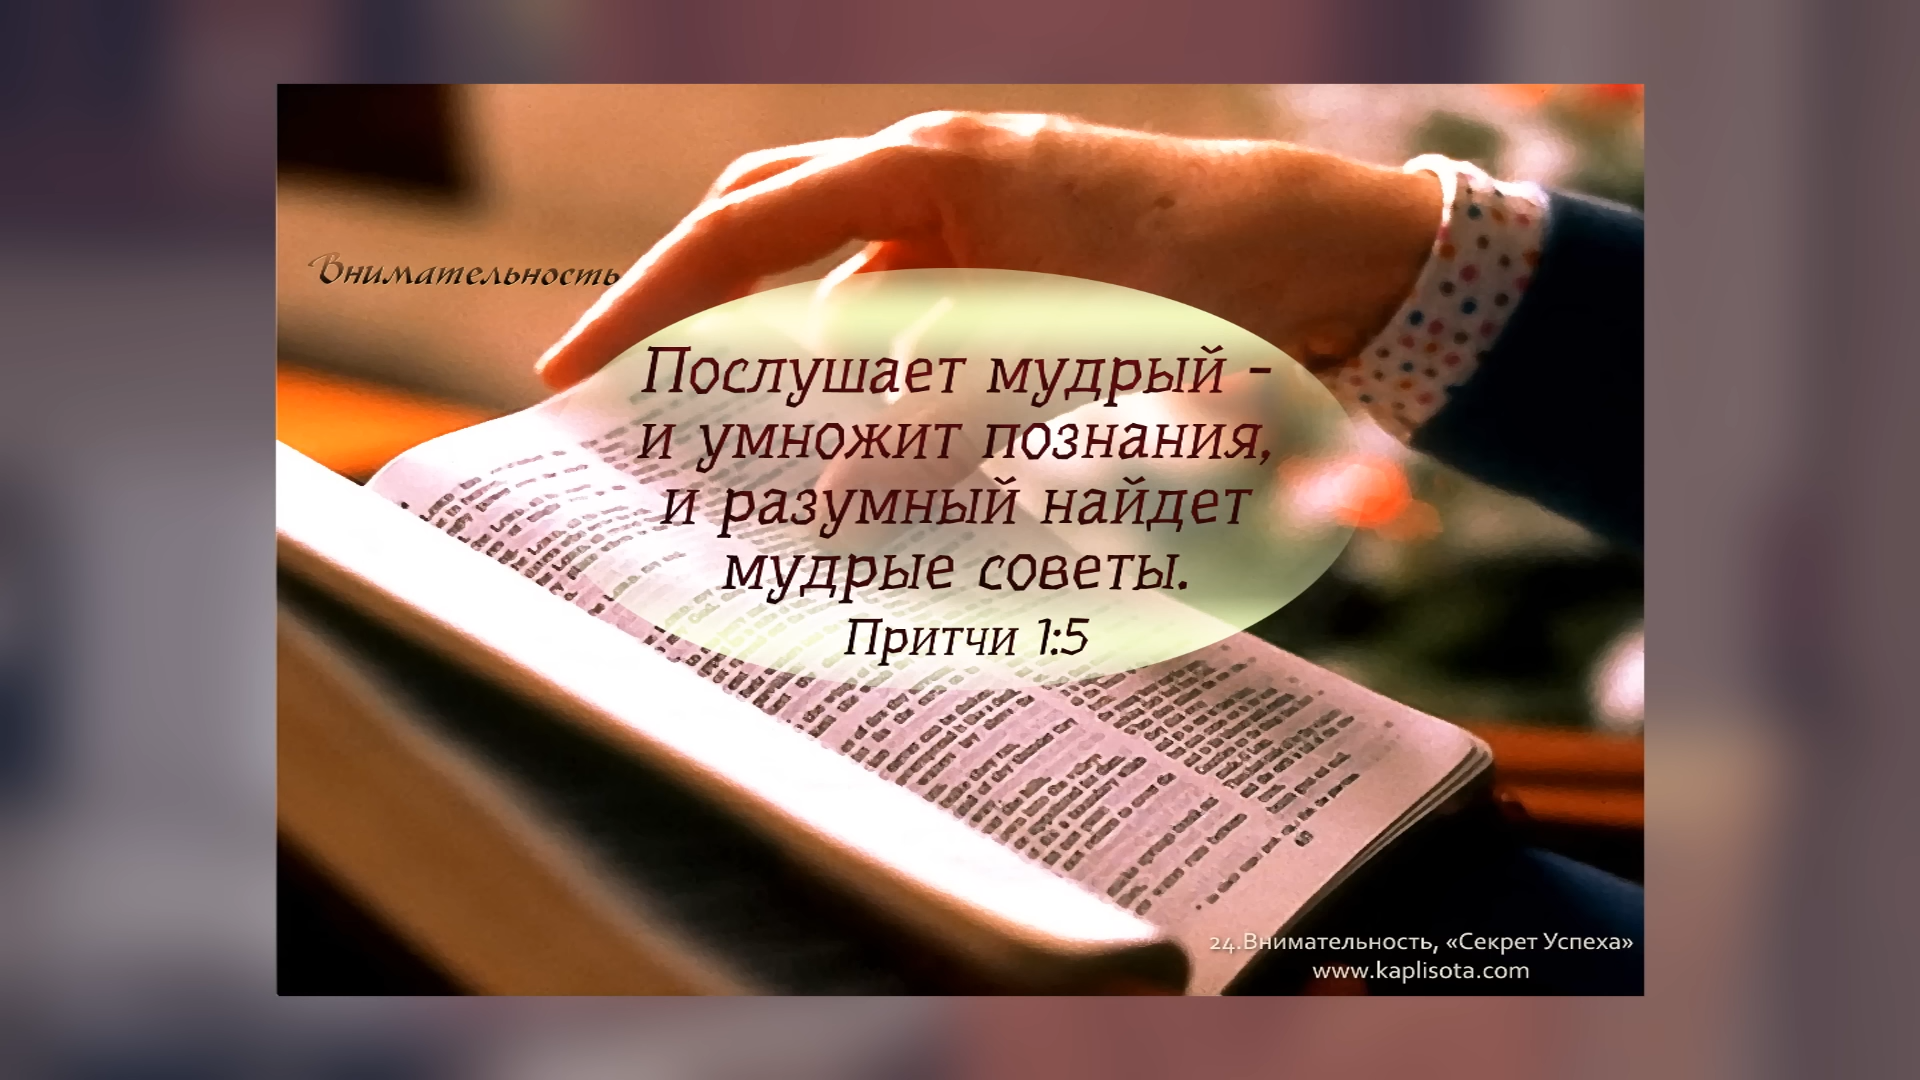 Внимательность
Послушает мудрый -
и умножит познания,
и разумный найдет
мудрые советы.
Притчи 1:5
24.Внимательность, «Секрет Успеха»
www.kaplisota.com